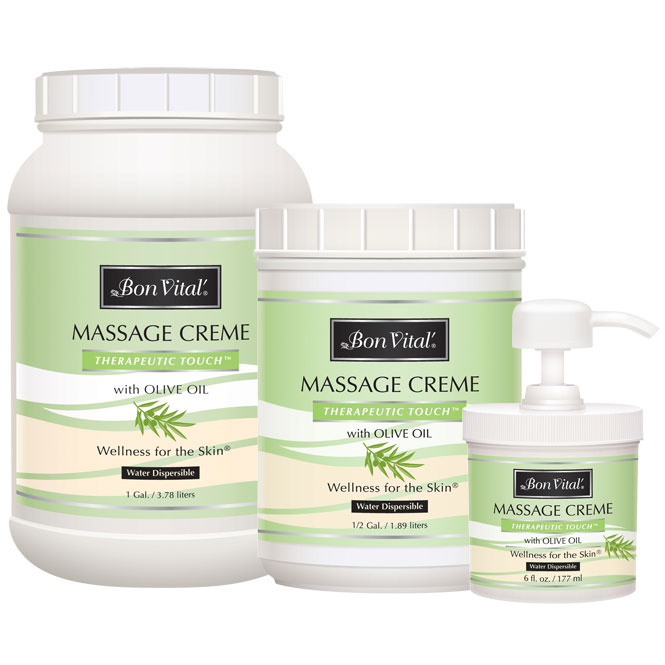 Bon Vital'®
MASSAGE CREME
THERAPEUTIC TOUCH™
with OLIVE OIL
Wellness for the Skin®
Water Dispersible
1 Gal. / 3.78 liters
Bon Vital'®
MASSAGE CREME
THERAPEUTIC TOUCH™
with OLIVE OIL
Wellness for the Skin®
Water Dispersible
1/2 Gal. / 1.89 liters
Bon Vital'®
MASSAGE CREME
THERAPEUTIC TOUCH™
with OLIVE OIL
Wellness for the Skin®
Water Dispersible
6 fl. oz. / 177 ml